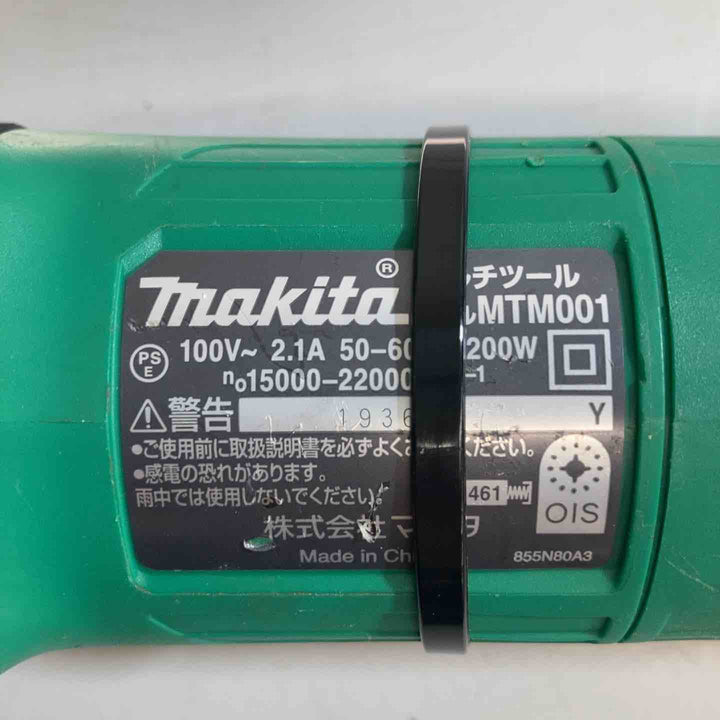 makita®
チツール
MTM001
PS
E
100V~ 2.1A 50-60 200W
n₀15000-22000 -1
⚠警告 1936 Y
●ご使用前に取扱説明書を必ずよく ください。
●感電の恐れがあります。
雨中では使用しないでください。
461
OIS
株式会社マ タ
Made in Ch
855N80A3